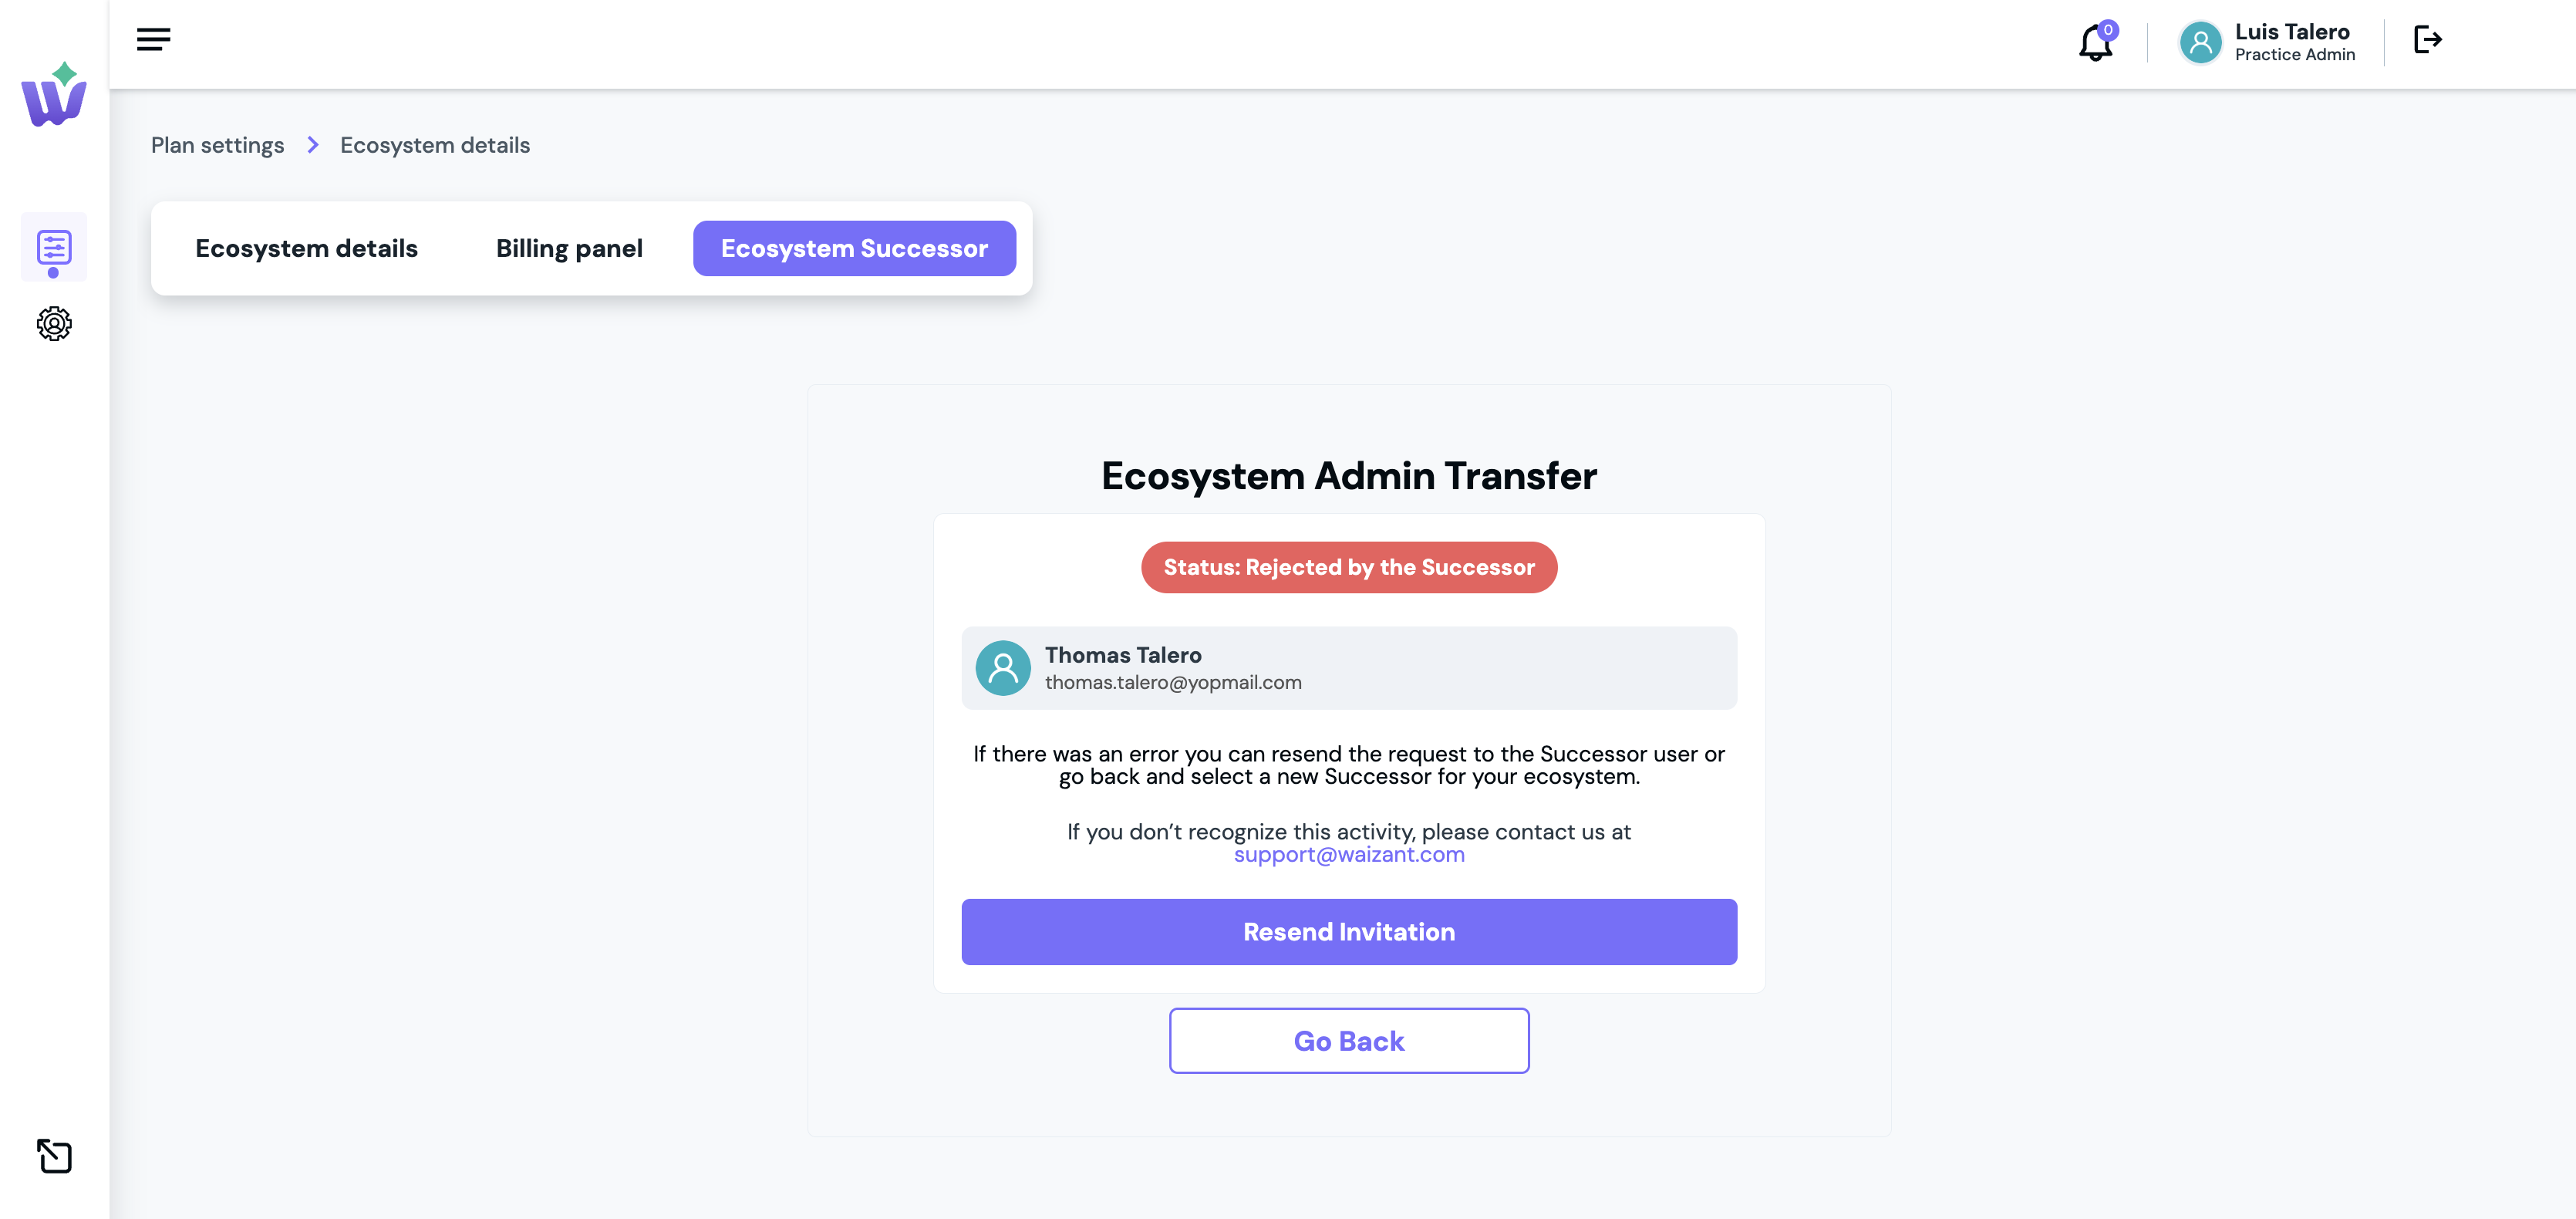 0
Luis Talero
Practice Admin
Plan settings
Ecosystem details
Ecosystem details
Billing panel
Ecosystem Successor
Ecosystem Admin Transfer
Status: Rejected by the Successor
Thomas Talero
thomas.talero@yopmail.com
If there was an error you can resend the request to the Successor user or
go back and select a new Successor for your ecosystem.
If you don’t recognize this activity, please contact us at
support@waizant.com
Resend Invitation
Go Back